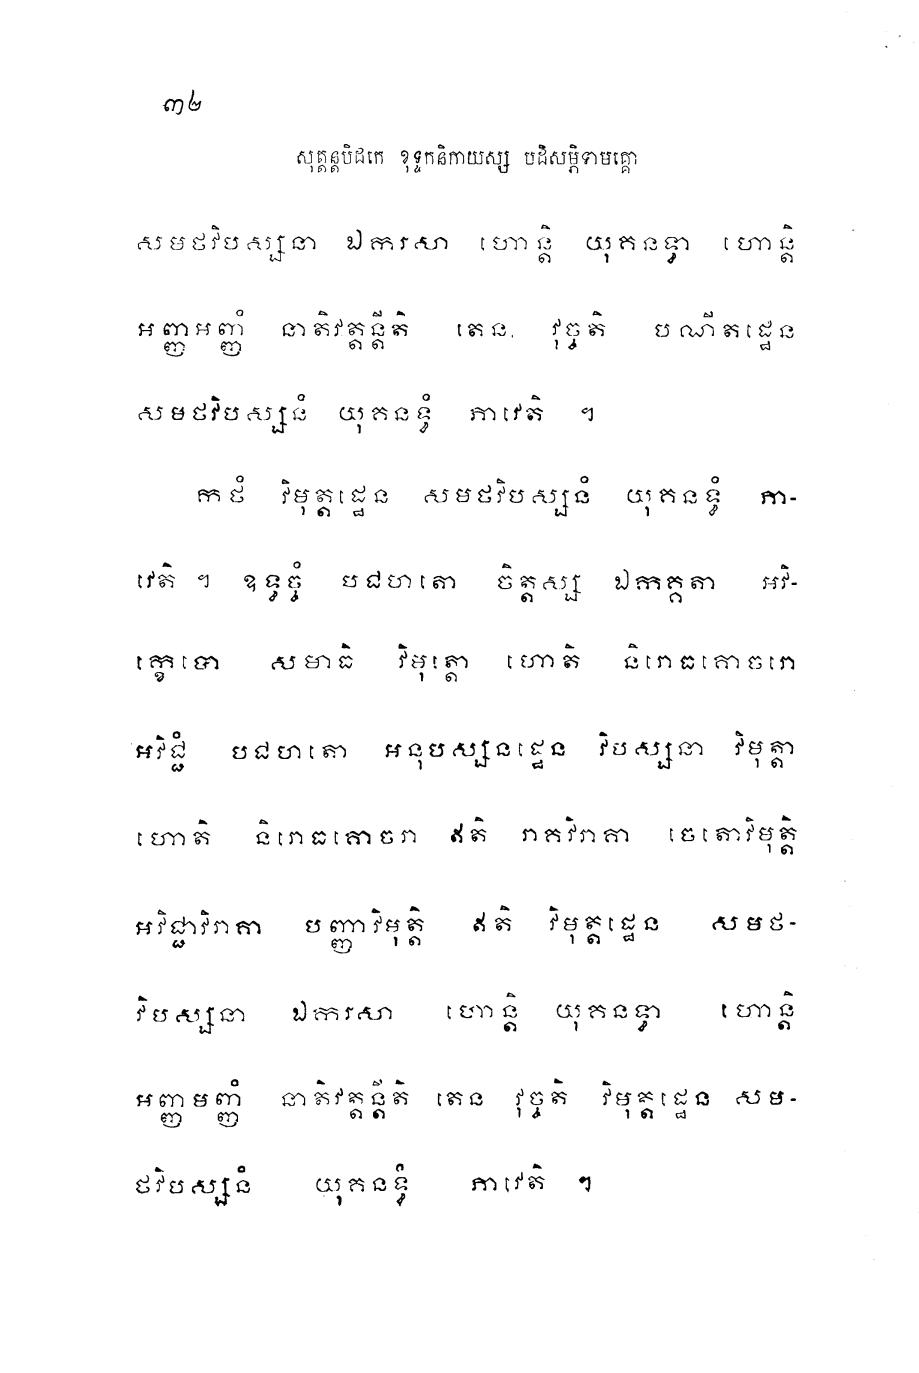 ៣២
សុត្តន្តបិដកេ ខុទ្ទកនិកាយស្ស បដិសម្ភិទាមគ្គោ
សមថវិបស្សនា ឯករសា ហោន្តិ យុគនទ្ធា ហោន្តិ
អញ្ញអញ្ញំ នាតិវត្តន្តីតិ តេន វុច្ចតិ បណីតដ្ឋេន
សមថវិបស្សនំ យុគនទ្ធំ ភាវេតិ ។
កថំ វិមុត្តដ្ឋេន សមថវិបស្សនំ យុគនទ្ធំ ភា-
វេតិ ។ ឧទ្ធច្ចំ បជហតោ ចិត្តស្ស ឯកគ្គតា អវិ-
ក្ខេបោ សមាធិ វិមុត្តោ ហោតិ និរោធគោចរោ
អវិជ្ជំ បជហតោ អនុបស្សនដ្ឋេន វិបស្សនា វិមុត្តា
ហោតិ និរោធគោចរា ឥតិ រាគវិរាគា ចេតោវិមុត្តិ
អវិជ្ជាវិរាគា បញ្ញាវិមុត្តិ ឥតិ វិមុត្តដ្ឋេន សមថ-
វិបស្សនា ឯករសា ហោន្តិ យុគនទ្ធា ហោន្តិ
អញ្ញមញ្ញំ នាតិវត្តន្តីតិ តេន វុច្ចតិ វិមុត្តដ្ឋេន សម-
ថវិបស្សនំ យុគនទ្ធំ ភាវេតិ ។